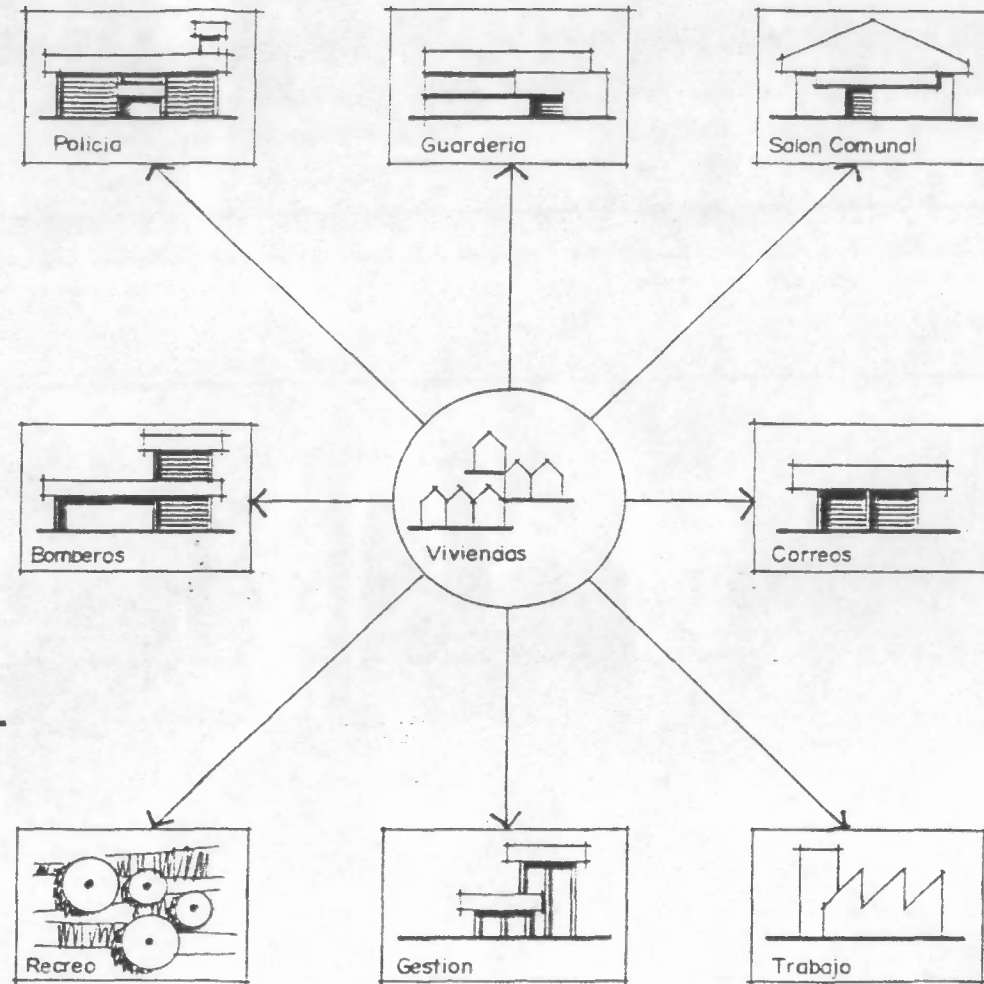 Policia
Guarderia
Salon Comunal
Bomberos
Viviendas
Correos
Recreo
Gestion
Trabajo